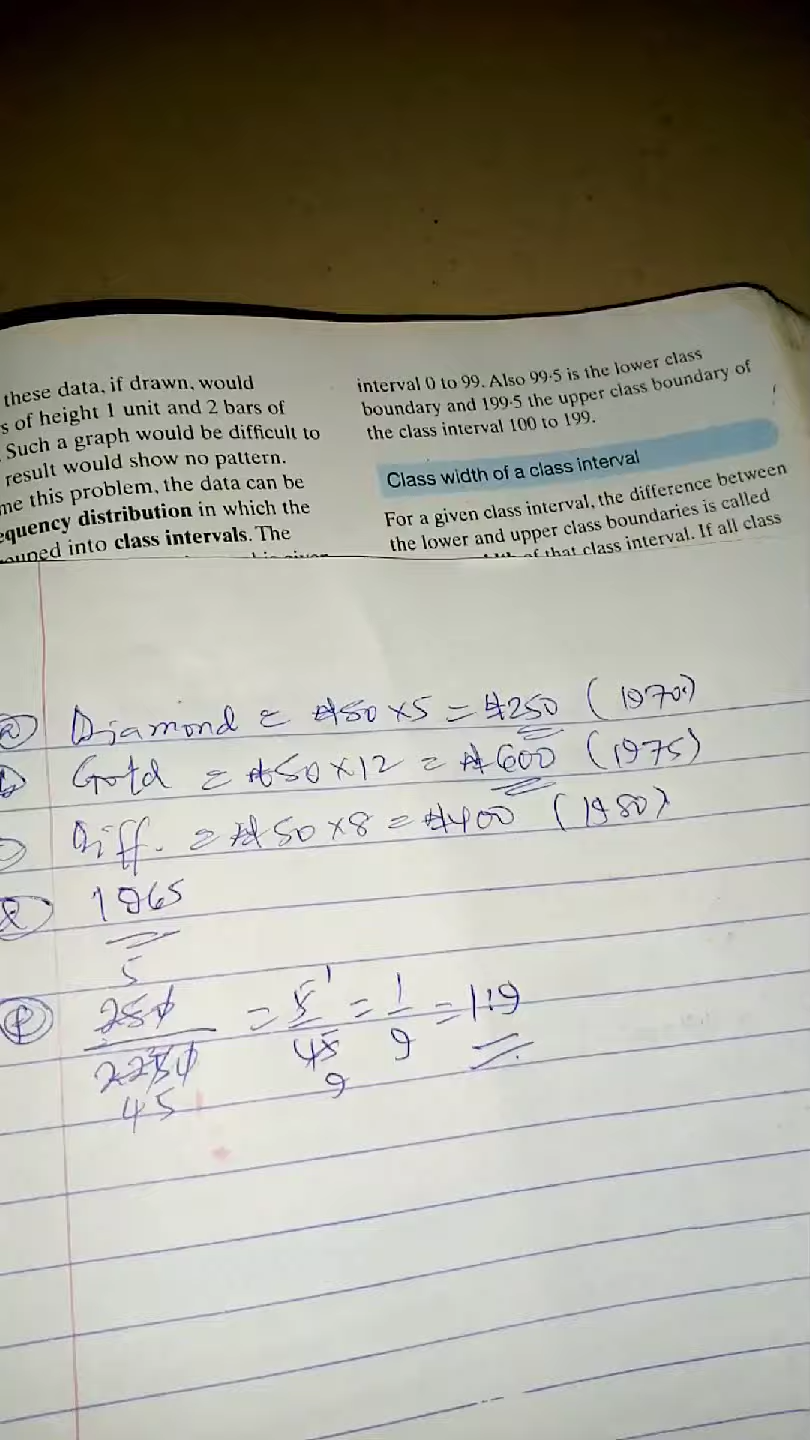 these data, if drawn, would
s of height 1 unit and 2 bars of
. Such a graph would be difficult to
result would show no pattern.
me this problem, the data can be
equency distribution in which the
ouped into class intervals. The
interval 0 to 99. Also 99·5 is the lower class
boundary and 199·5 the upper class boundary of
the class interval 100 to 199.
Class width of a class interval
For a given class interval, the difference between
the lower and upper class boundaries is called
of that class interval. If all class
a Diamond = ₦50 × 5 = ₦250 (1970)
b Gold = ₦50 × 12 = ₦600 (1975)
Diff. = ₦50 × 8 = ₦400 (1980)
1965
5
250 = 5 1 = 1 = 1:9
2250 45 9
45 9